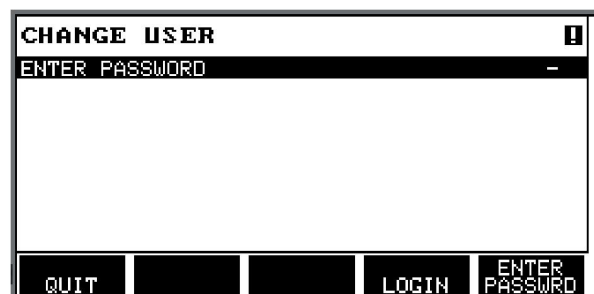 CHANGE USER !
ENTER PASSWORD -
QUIT LOGIN ENTER PASSWRD